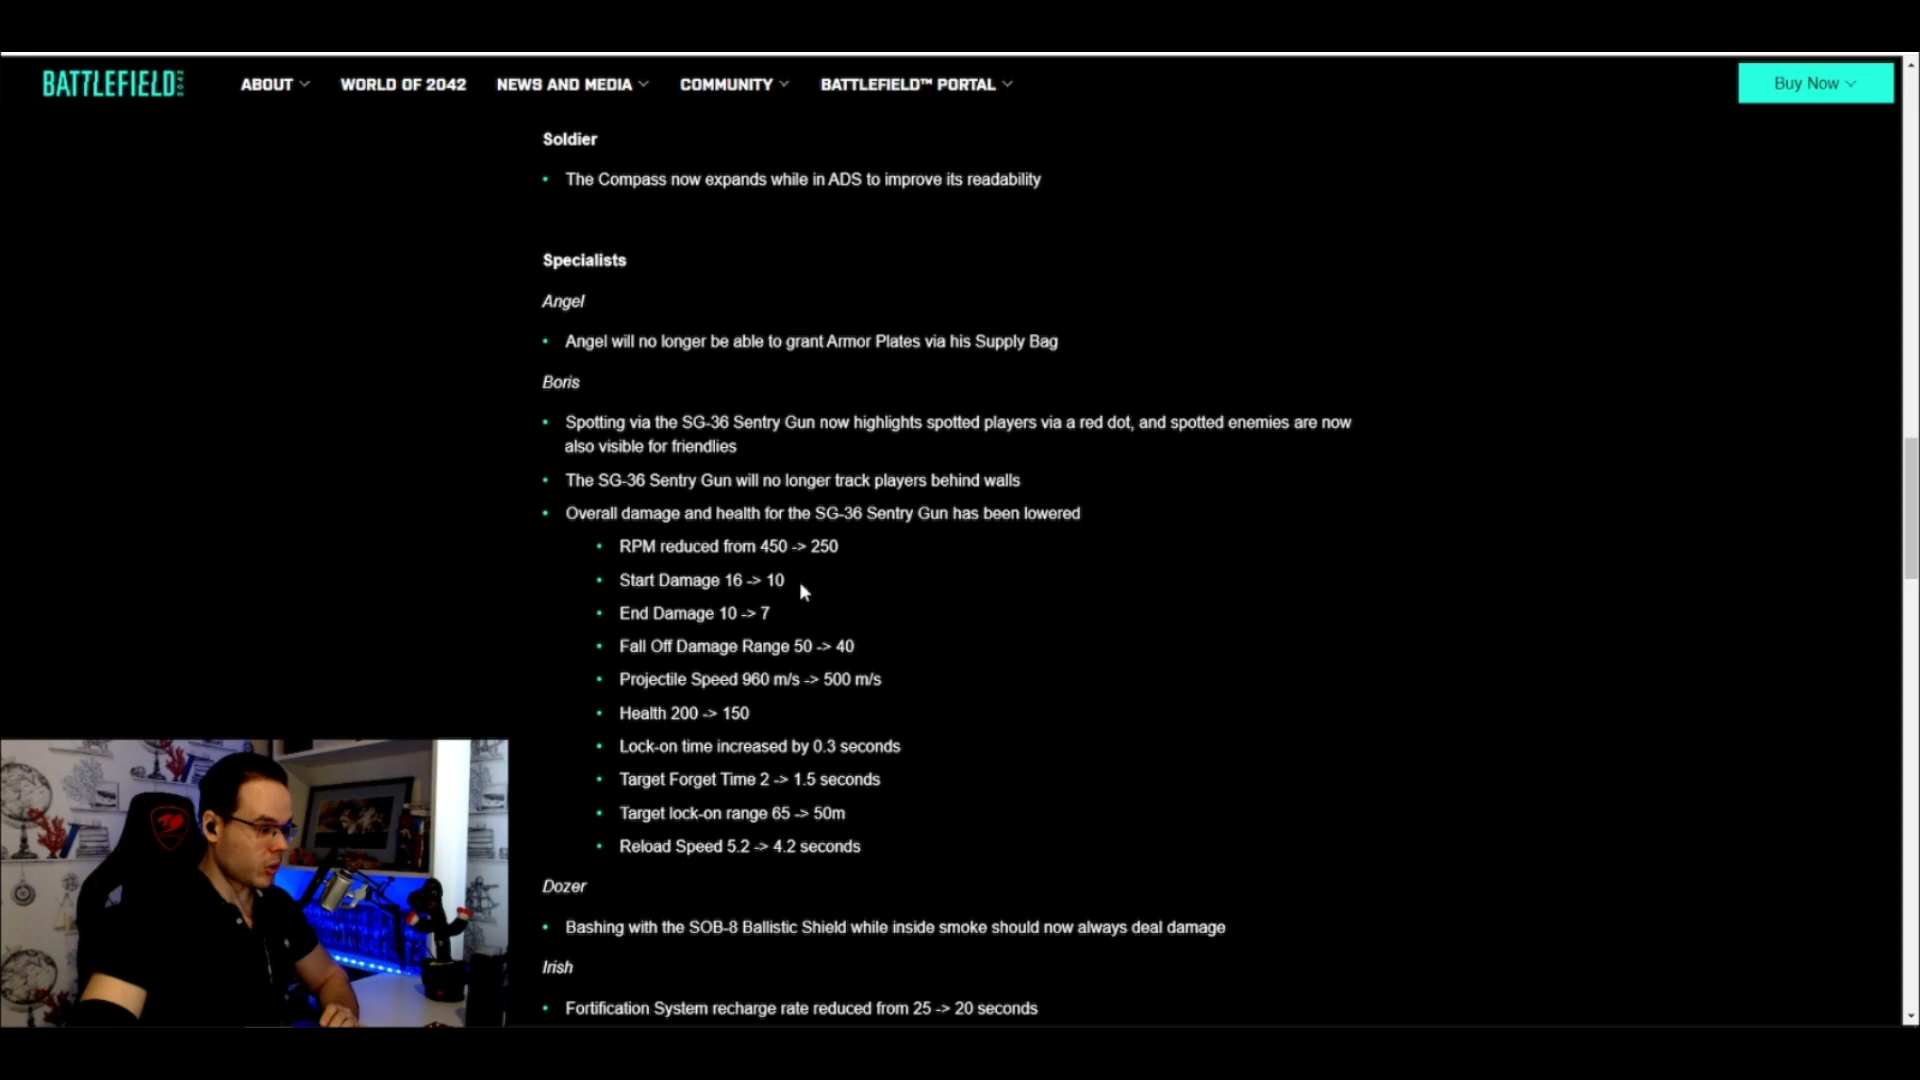 BATTLEFIELD 2042
ABOUT
WORLD OF 2042
NEWS AND MEDIA
COMMUNITY
BATTLEFIELD™ PORTAL
Buy Now
Soldier
• The Compass now expands while in ADS to improve its readability
Specialists
Angel
• Angel will no longer be able to grant Armor Plates via his Supply Bag
Boris
• Spotting via the SG-36 Sentry Gun now highlights spotted players via a red dot, and spotted enemies are now
also visible for friendlies
• The SG-36 Sentry Gun will no longer track players behind walls
• Overall damage and health for the SG-36 Sentry Gun has been lowered
• RPM reduced from 450 -> 250
• Start Damage 16 -> 10
• End Damage 10 -> 7
• Fall Off Damage Range 50 -> 40
• Projectile Speed 960 m/s -> 500 m/s
• Health 200 -> 150
• Lock-on time increased by 0.3 seconds
• Target Forget Time 2 -> 1.5 seconds
• Target lock-on range 65 -> 50m
• Reload Speed 5.2 -> 4.2 seconds
Dozer
• Bashing with the SOB-8 Ballistic Shield while inside smoke should now always deal damage
Irish
• Fortification System recharge rate reduced from 25 -> 20 seconds